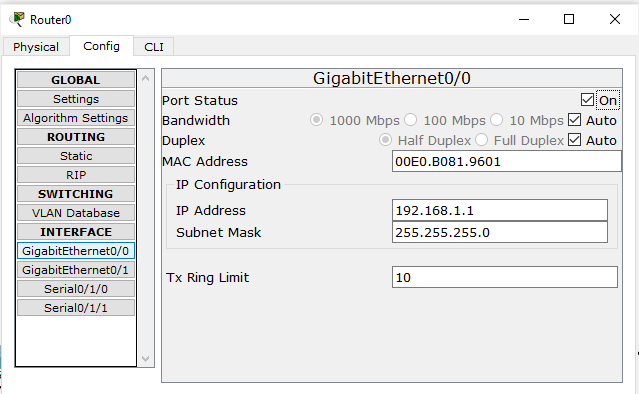 Router0
Physical Config CLI
GLOBAL
Settings
Algorithm Settings
ROUTING
Static
RIP
SWITCHING
VLAN Database
INTERFACE
GigabitEthernet0/0
GigabitEthernet0/1
Serial0/1/0
Serial0/1/1
GigabitEthernet0/0
Port Status On
Bandwidth 1000 Mbps 100 Mbps 10 Mbps Auto
Duplex Half Duplex Full Duplex Auto
MAC Address 00E0.B081.9601
IP Configuration
IP Address 192.168.1.1
Subnet Mask 255.255.255.0
Tx Ring Limit 10